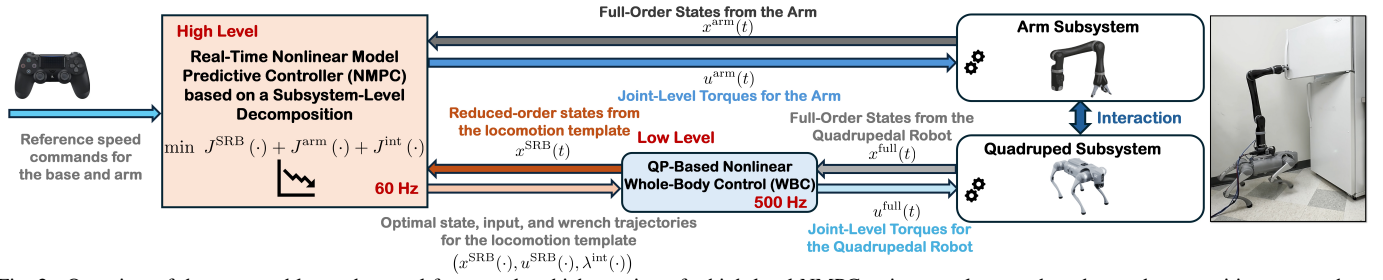 Full-Order States from the Arm
x^arm(t)
High Level
Real-Time Nonlinear Model
Predictive Controller (NMPC)
based on a Subsystem-Level
Decomposition
min J^SRB (·) + J^arm (·) + J^int (·)
60 Hz
Reference speed
commands for
the base and arm
u^arm(t)
Joint-Level Torques for the Arm
Reduced-order states from
the locomotion template
x^SRB(t)
Low Level
QP-Based Nonlinear
Whole-Body Control (WBC)
500 Hz
Optimal state, input, and wrench trajectories
for the locomotion template
(x^SRB(·), u^SRB(·), λ^int(·))
Full-Order States from the
Quadrupedal Robot
x^full(t)
u^full(t)
Joint-Level Torques for
the Quadrupedal Robot
Arm Subsystem
Interaction
Quadruped Subsystem